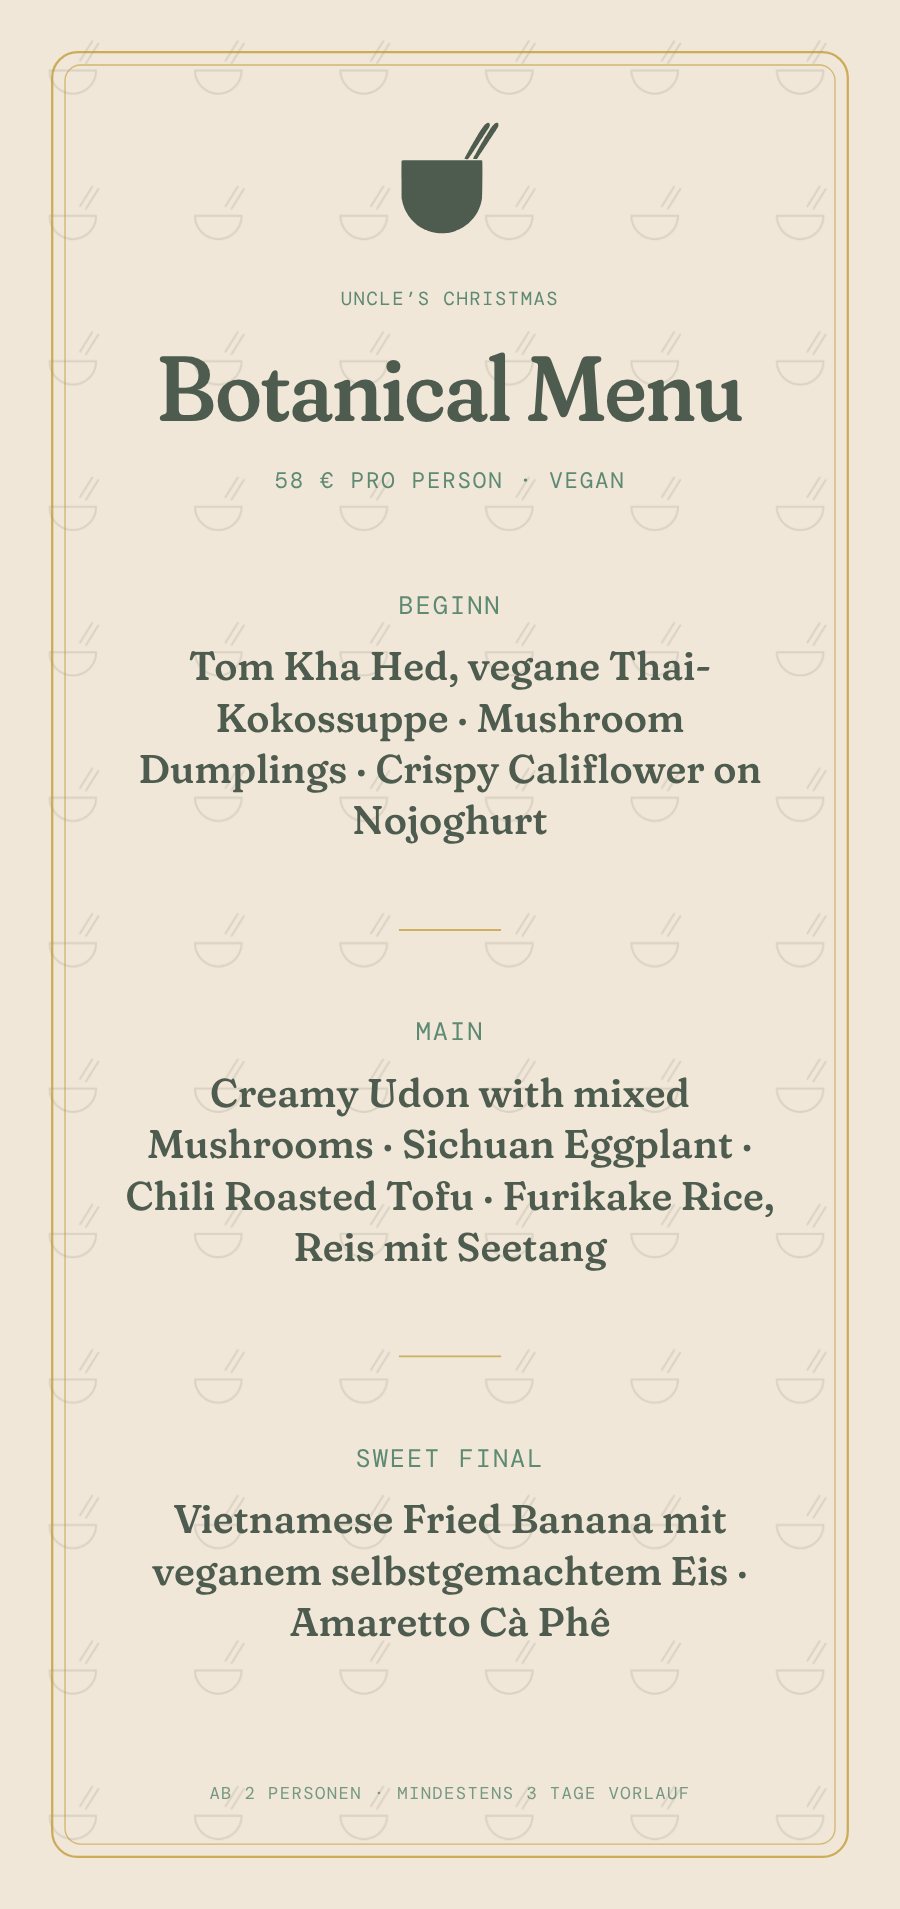 UNCLE’S CHRISTMAS
Botanical Menu
58 € PRO PERSON · VEGAN
BEGINN
Tom Kha Hed, vegane Thai-
Kokossuppe · Mushroom
Dumplings · Crispy Califlower on
Nojoghurt
MAIN
Creamy Udon with mixed
Mushrooms · Sichuan Eggplant ·
Chili Roasted Tofu · Furikake Rice,
Reis mit Seetang
SWEET FINAL
Vietnamese Fried Banana mit
veganem selbstgemachtem Eis ·
Amaretto Cà Phê
AB 2 PERSONEN · MINDESTENS 3 TAGE VORLAUF